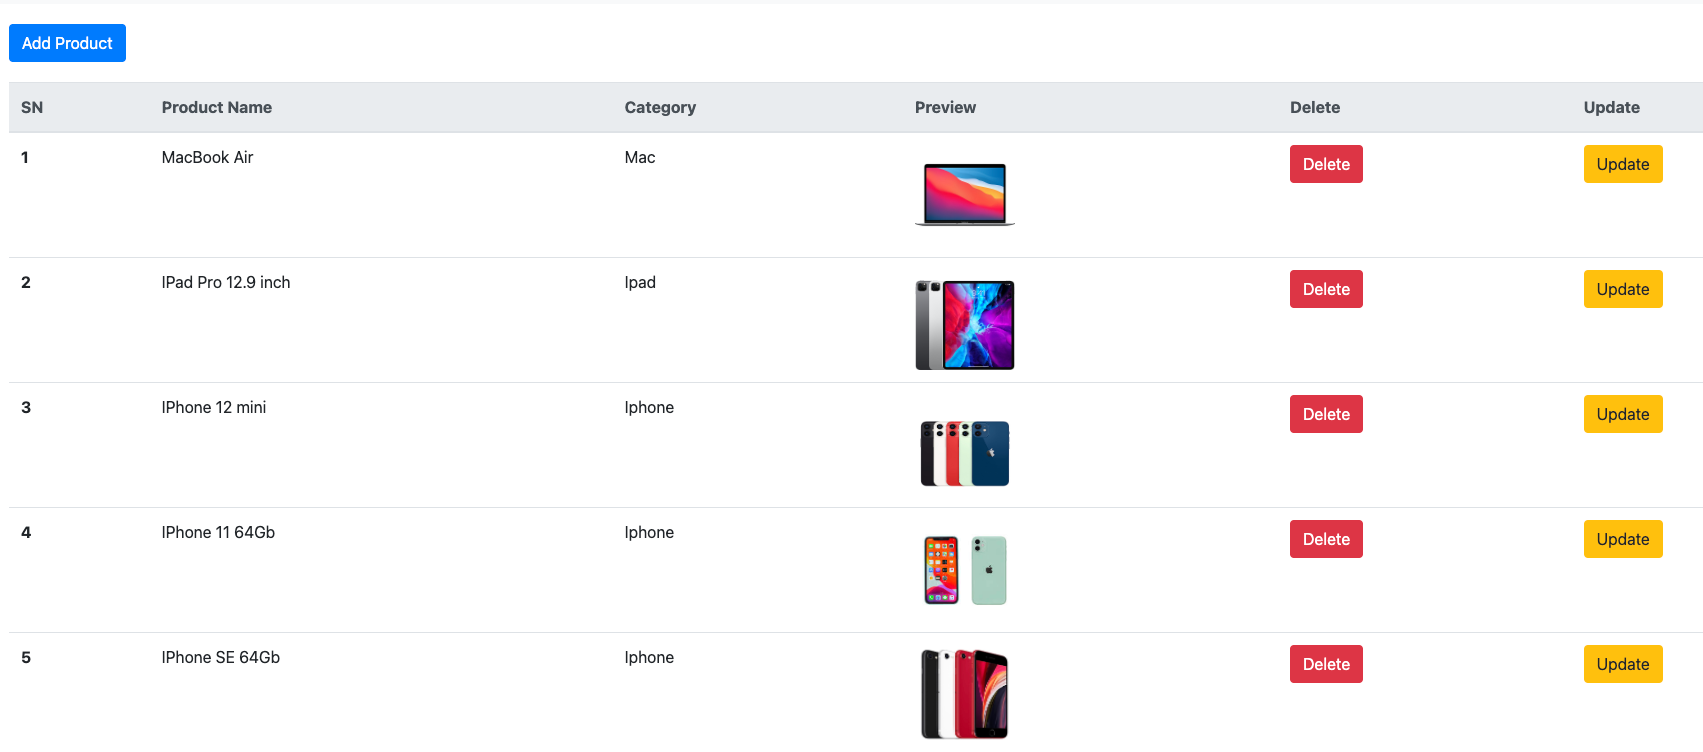 Add Product
SN Product Name Category Preview Delete Update
1 MacBook Air Mac Delete Update
2 IPad Pro 12.9 inch Ipad Delete Update
3 IPhone 12 mini Iphone Delete Update
4 IPhone 11 64Gb Iphone Delete Update
5 IPhone SE 64Gb Iphone Delete Update